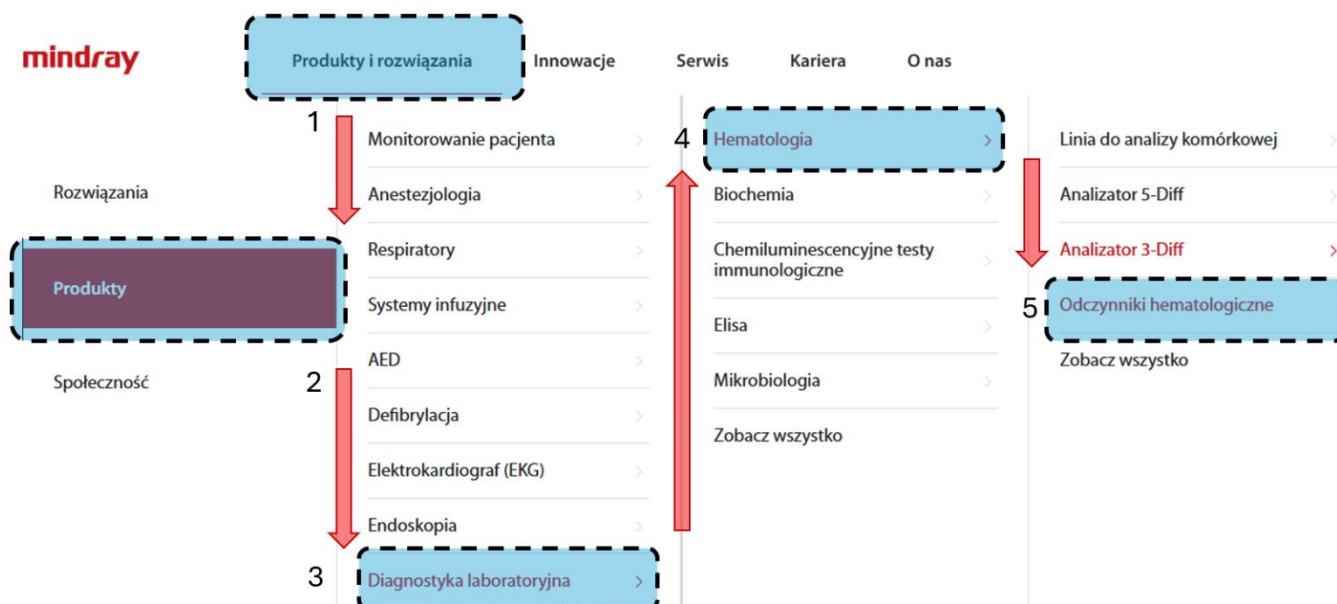 mindray
Produkty i rozwiązania
Innowacje
Serwis
Kariera
O nas
Rozwiązania
Produkty
Społeczność
1
2
3
Monitorowanie pacjenta
Anestezjologia
Respiratory
Systemy infuzyjne
AED
Defibrylacja
Elektrokardiograf (EKG)
Endoskopia
Diagnostyka laboratoryjna
4
Hematologia
Biochemia
Chemiluminescencyjne testy
immunologiczne
Elisa
Mikrobiologia
Zobacz wszystko
5
Linia do analizy komórkowej
Analizator 5-Diff
Analizator 3-Diff
Odczynniki hematologiczne
Zobacz wszystko